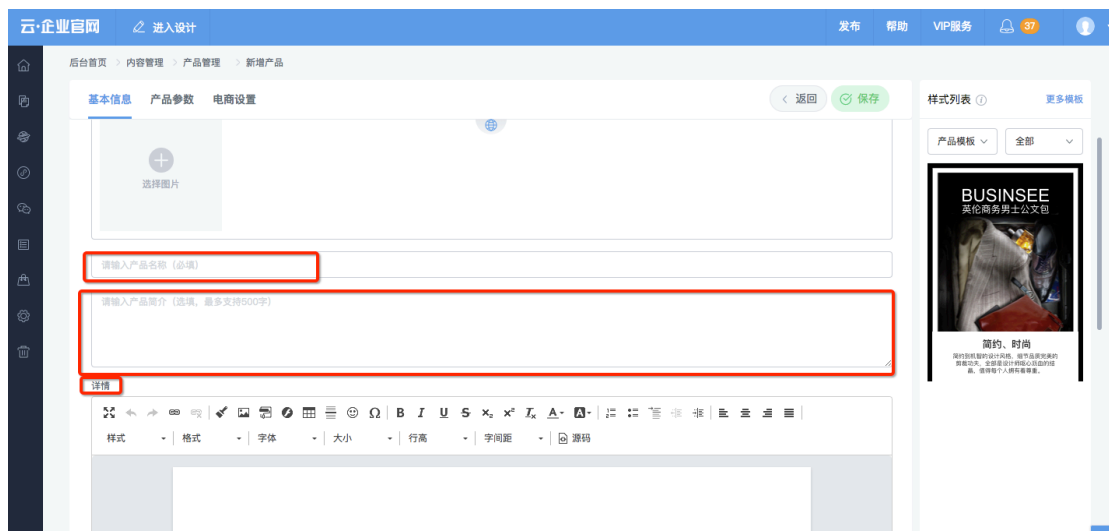 云·企业官网 进入设计 发布 帮助 VIP服务 37
后台首页 > 内容管理 > 产品管理 > 新增产品
基本信息 产品参数 电商设置 < 返回 保存 样式列表 更多模板
产品模板 全部
选择图片
BUSINSEE
英伦商务男士公文包
请输入产品名称（必填）
请输入产品简介（选填，最多支持500字）
简约、时尚
详情
B I U S x₂ x² Ix A A
样式 格式 字体 大小 行高 字间距 源码